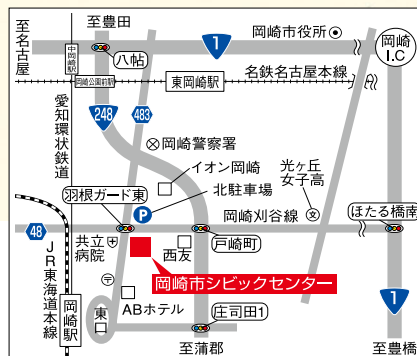 至豊田
至名古屋
中岡崎駅
八帖
1
岡崎市役所
岡崎
I.C
岡崎公園前駅
東岡崎駅
名鉄名古屋本線
愛知環状鉄道
248
483
岡崎警察署
イオン岡崎
光ヶ丘
女子高
羽根ガード東
P
北駐車場
岡崎刈谷線
ほたる橋南
48
共立
病院
西友
戸崎町
岡崎市シビックセンター
JR東海道本線
岡崎駅
〒
ABホテル
東口
庄司田1
1
至蒲郡
至豊橋
文